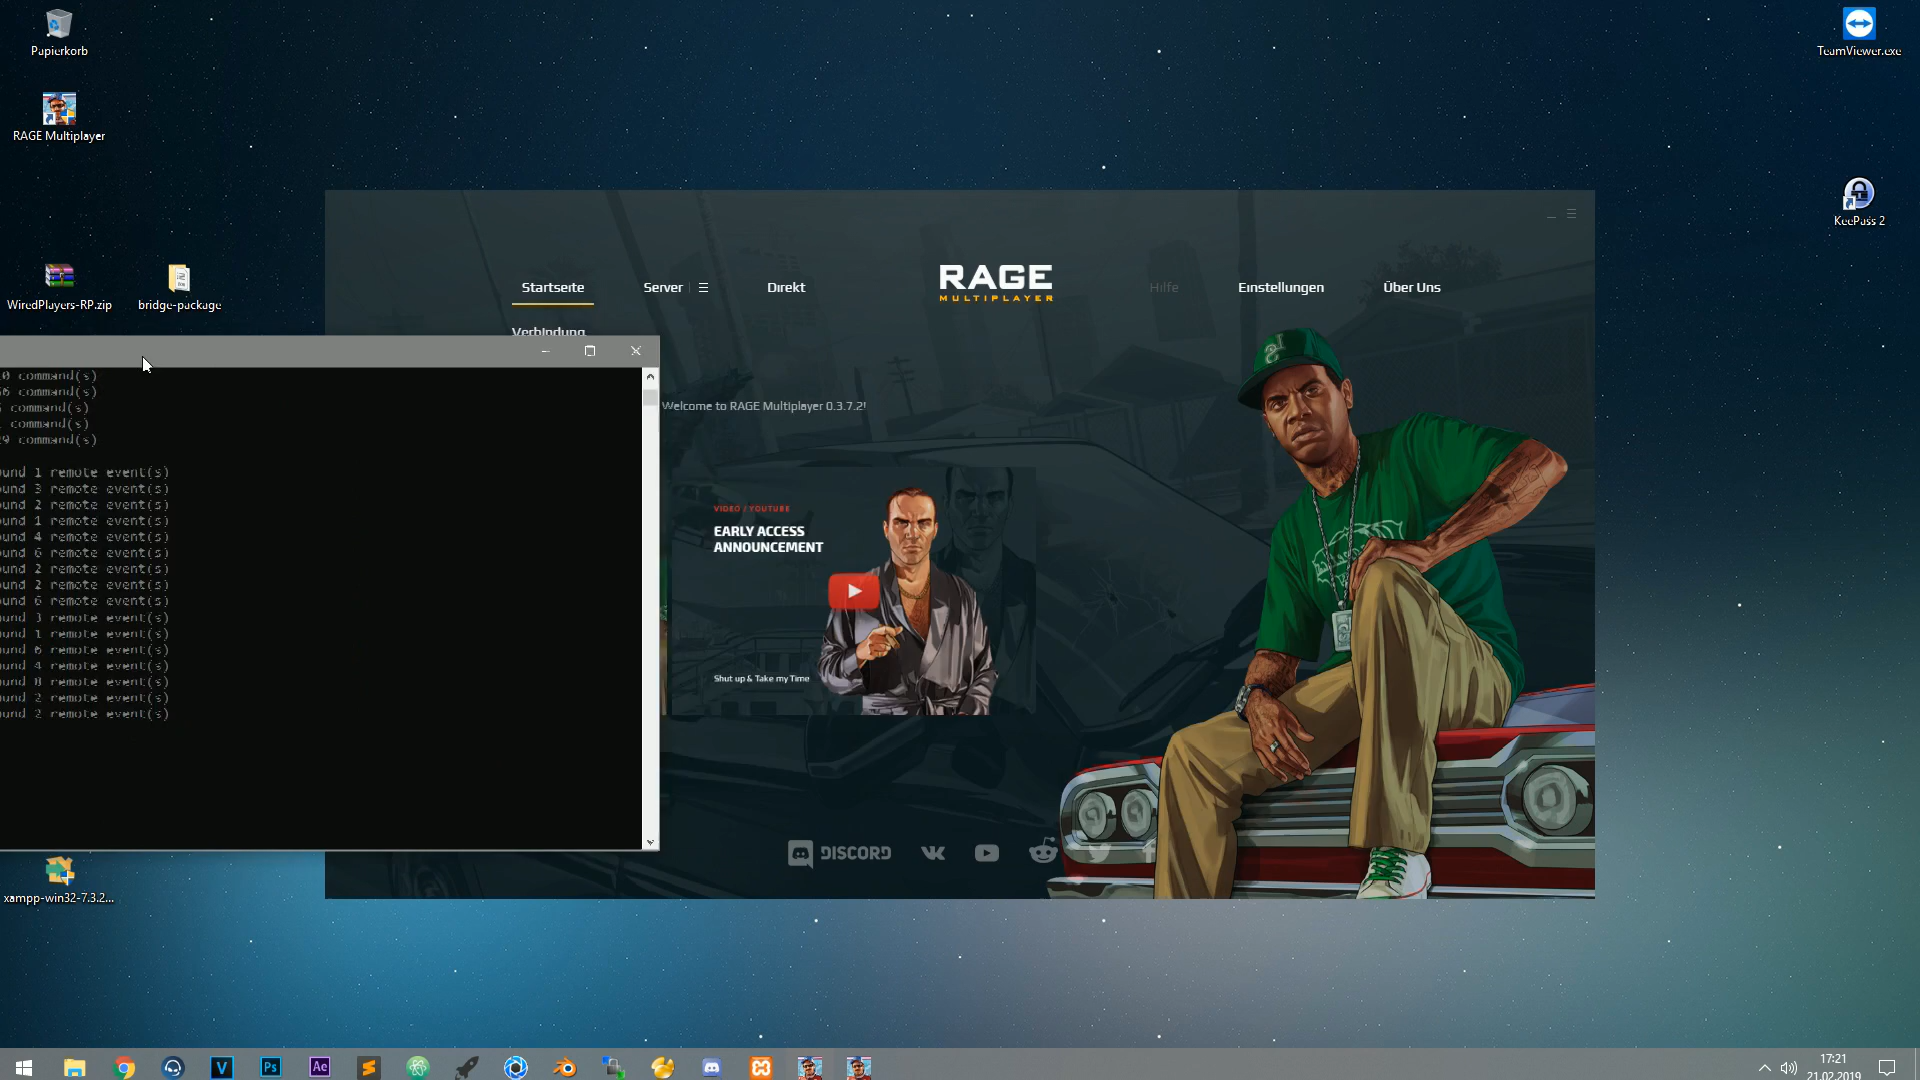 Papierkorb
TeamViewer.exe
RAGE Multiplayer
KeePass 2
WiredPlayers-RP.zip
bridge-package
Startseite
Server
Direkt
RAGE
MULTIPLAYER
Hilfe
Einstellungen
Über Uns
Verbindung
command(s)
command(s)
command(s)
command(s)
command(s)
Welcome to RAGE Multiplayer 0.3.7.2!
und 1 remote event(s)
und 3 remote event(s)
und 2 remote event(s)
und 1 remote event(s)
und 4 remote event(s)
und 6 remote event(s)
und 2 remote event(s)
und 2 remote event(s)
und 6 remote event(s)
und 3 remote event(s)
und 1 remote event(s)
und 6 remote event(s)
und 4 remote event(s)
und remote event(s)
und 2 remote event(s)
und 2 remote event(s)
VIDEO / YOUTUBE
EARLY ACCESS
ANNOUNCEMENT
Shut up & Take my Time
DISCORD
xampp-win32-7.3.2...
V
Ps
Ae
17:21
21.02.2019